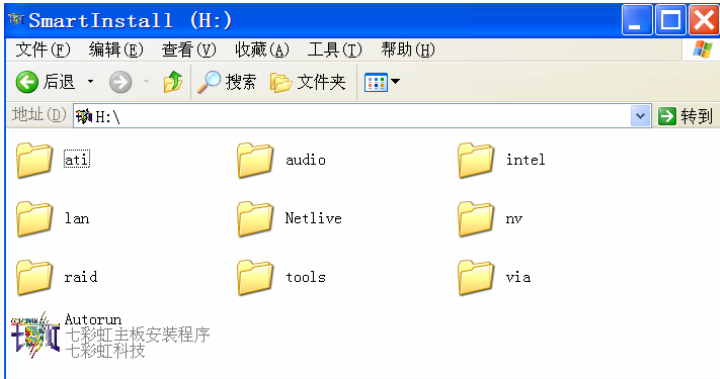 SmartInstall (H:)
文件(F) 编辑(E) 查看(V) 收藏(A) 工具(T) 帮助(H)
后退 搜索 文件夹
地址(D) H:\ 转到
ati audio intel
lan Netlive nv
raid tools via
Autorun
七彩虹主板安装程序
七彩虹科技